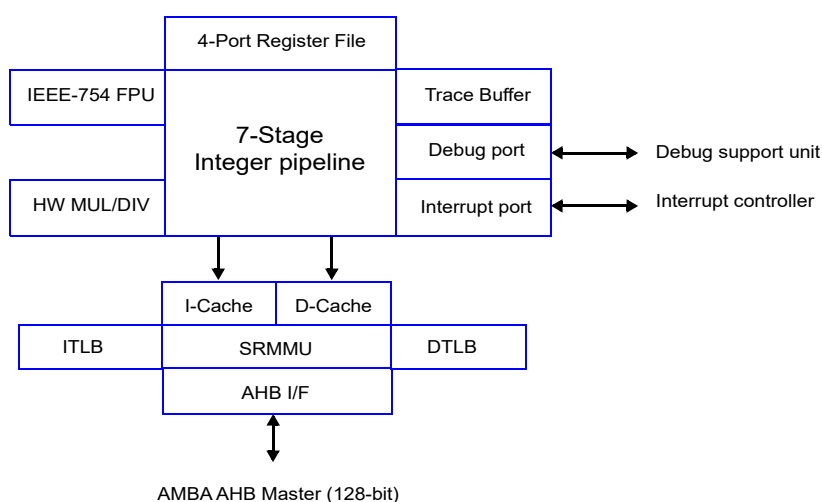 4-Port Register File
IEEE-754 FPU
Trace Buffer
7-Stage
Integer pipeline
Debug port
Debug support unit
HW MUL/DIV
Interrupt port
Interrupt controller
I-Cache
D-Cache
ITLB
SRMMU
DTLB
AHB I/F
AMBA AHB Master (128-bit)